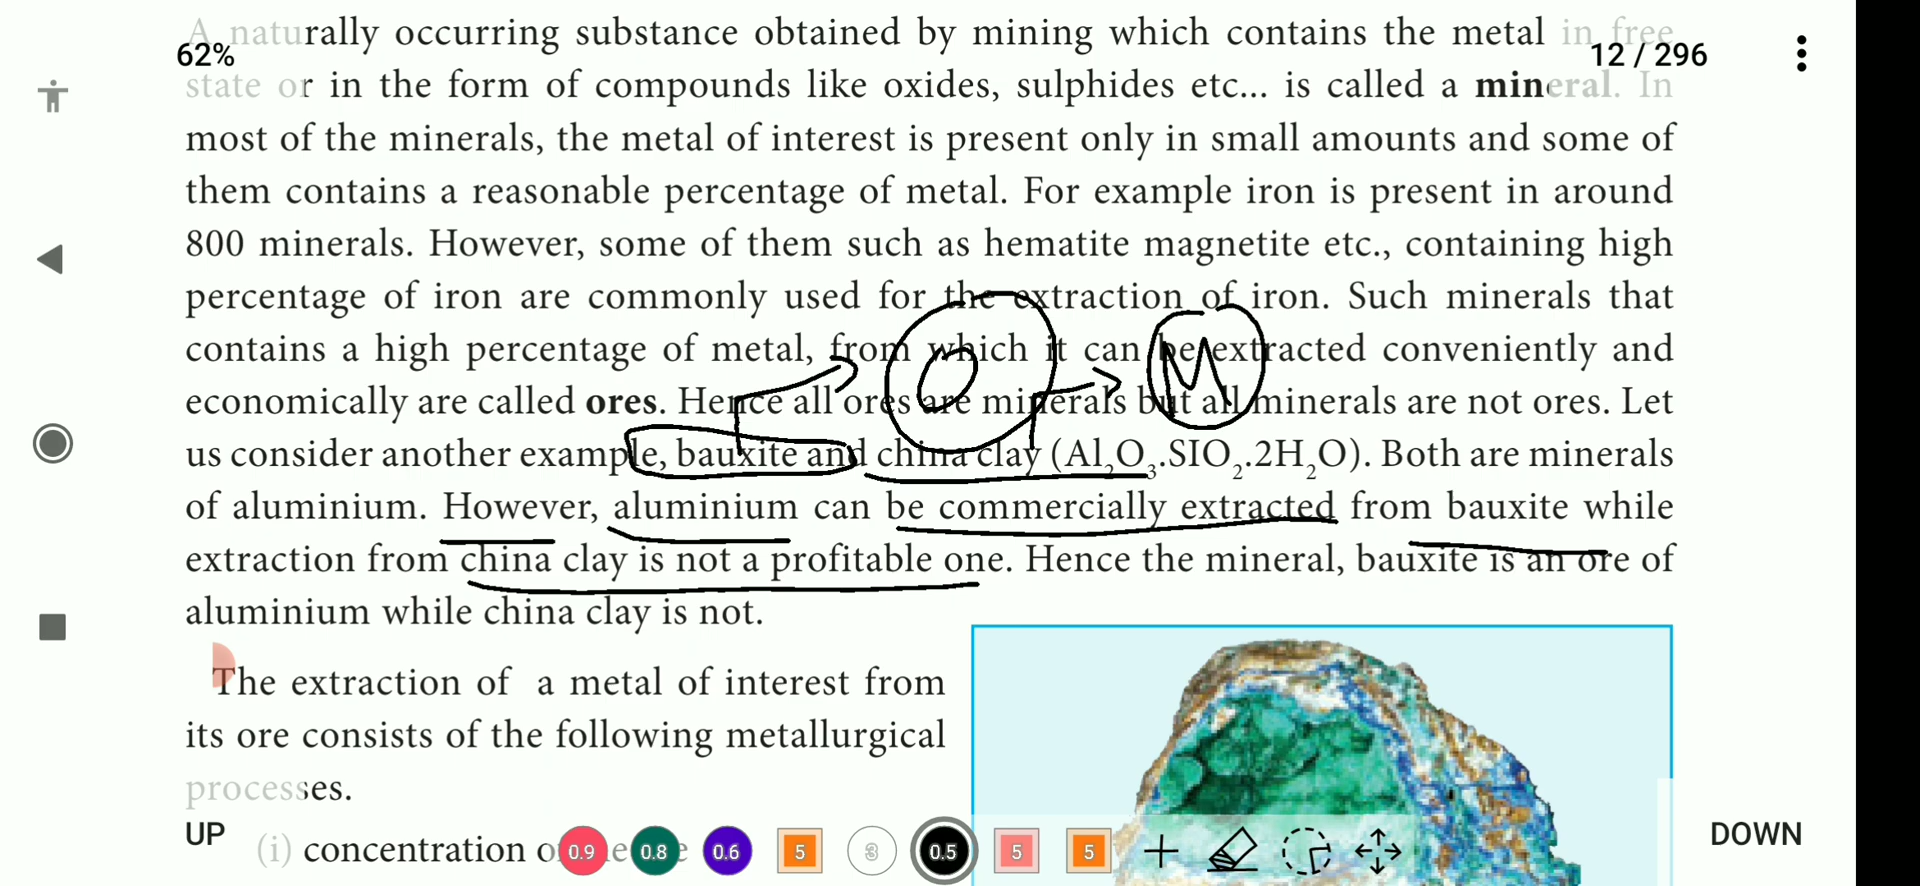 A naturally occurring substance obtained by mining which contains the metal in free
62%
12 / 296
state or in the form of compounds like oxides, sulphides etc... is called a mineral. In
most of the minerals, the metal of interest is present only in small amounts and some of
them contains a reasonable percentage of metal. For example iron is present in around
800 minerals. However, some of them such as hematite magnetite etc., containing high
percentage of iron are commonly used for the extraction of iron. Such minerals that
contains a high percentage of metal, from which it can be extracted conveniently and
O
M
economically are called ores. Hence all ores are minerals but all minerals are not ores. Let
us consider another example, bauxite and china clay (Al₂O₃.SIO₂.2H₂O). Both are minerals
of aluminium. However, aluminium can be commercially extracted from bauxite while
extraction from china clay is not a profitable one. Hence the mineral, bauxite is an ore of
aluminium while china clay is not.
The extraction of a metal of interest from
its ore consists of the following metallurgical
processes.
UP
DOWN
(i) concentration
0.9 0.8 0.6 5 3 0.5 5 5